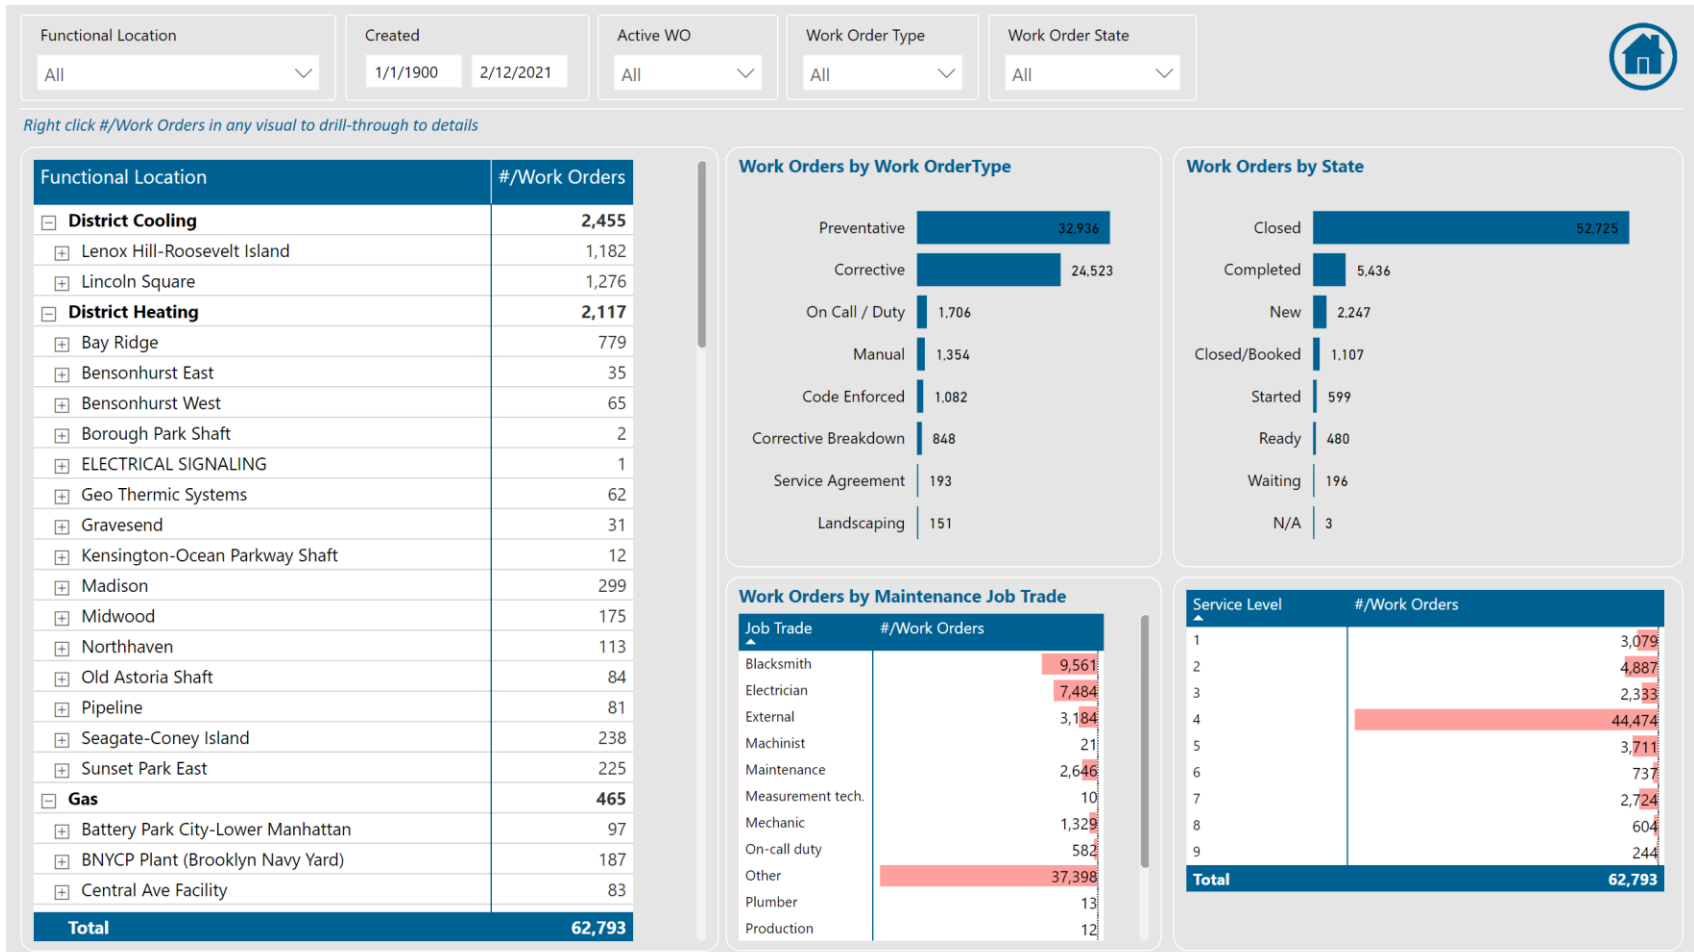 Functional Location
All
Created
1/1/1900 2/12/2021
Active WO
All
Work Order Type
All
Work Order State
All
Right click #/Work Orders in any visual to drill-through to details
Functional Location #/Work Orders
District Cooling 2,455
Lenox Hill-Roosevelt Island 1,182
Lincoln Square 1,276
District Heating 2,117
Bay Ridge 779
Bensonhurst East 35
Bensonhurst West 65
Borough Park Shaft 2
ELECTRICAL SIGNALING 1
Geo Thermic Systems 62
Gravesend 31
Kensington-Ocean Parkway Shaft 12
Madison 299
Midwood 175
Northhaven 113
Old Astoria Shaft 84
Pipeline 81
Seagate-Coney Island 238
Sunset Park East 225
Gas 465
Battery Park City-Lower Manhattan 97
BNYCP Plant (Brooklyn Navy Yard) 187
Central Ave Facility 83
Total 62,793
Work Orders by Work OrderType
Preventative 32,936
Corrective 24,523
On Call / Duty 1,706
Manual 1,354
Code Enforced 1,082
Corrective Breakdown 848
Service Agreement 193
Landscaping 151
Work Orders by State
Closed 52,725
Completed 5,436
New 2,247
Closed/Booked 1,107
Started 599
Ready 480
Waiting 196
N/A 3
Work Orders by Maintenance Job Trade
Job Trade #/Work Orders
Blacksmith 9,561
Electrician 7,484
External 3,184
Machinist 21
Maintenance 2,646
Measurement tech. 10
Mechanic 1,329
On-call duty 582
Other 37,398
Plumber 13
Production 12
Service Level #/Work Orders
1 3,079
2 4,887
3 2,333
4 44,474
5 3,711
6 737
7 2,724
8 604
9 244
Total 62,793